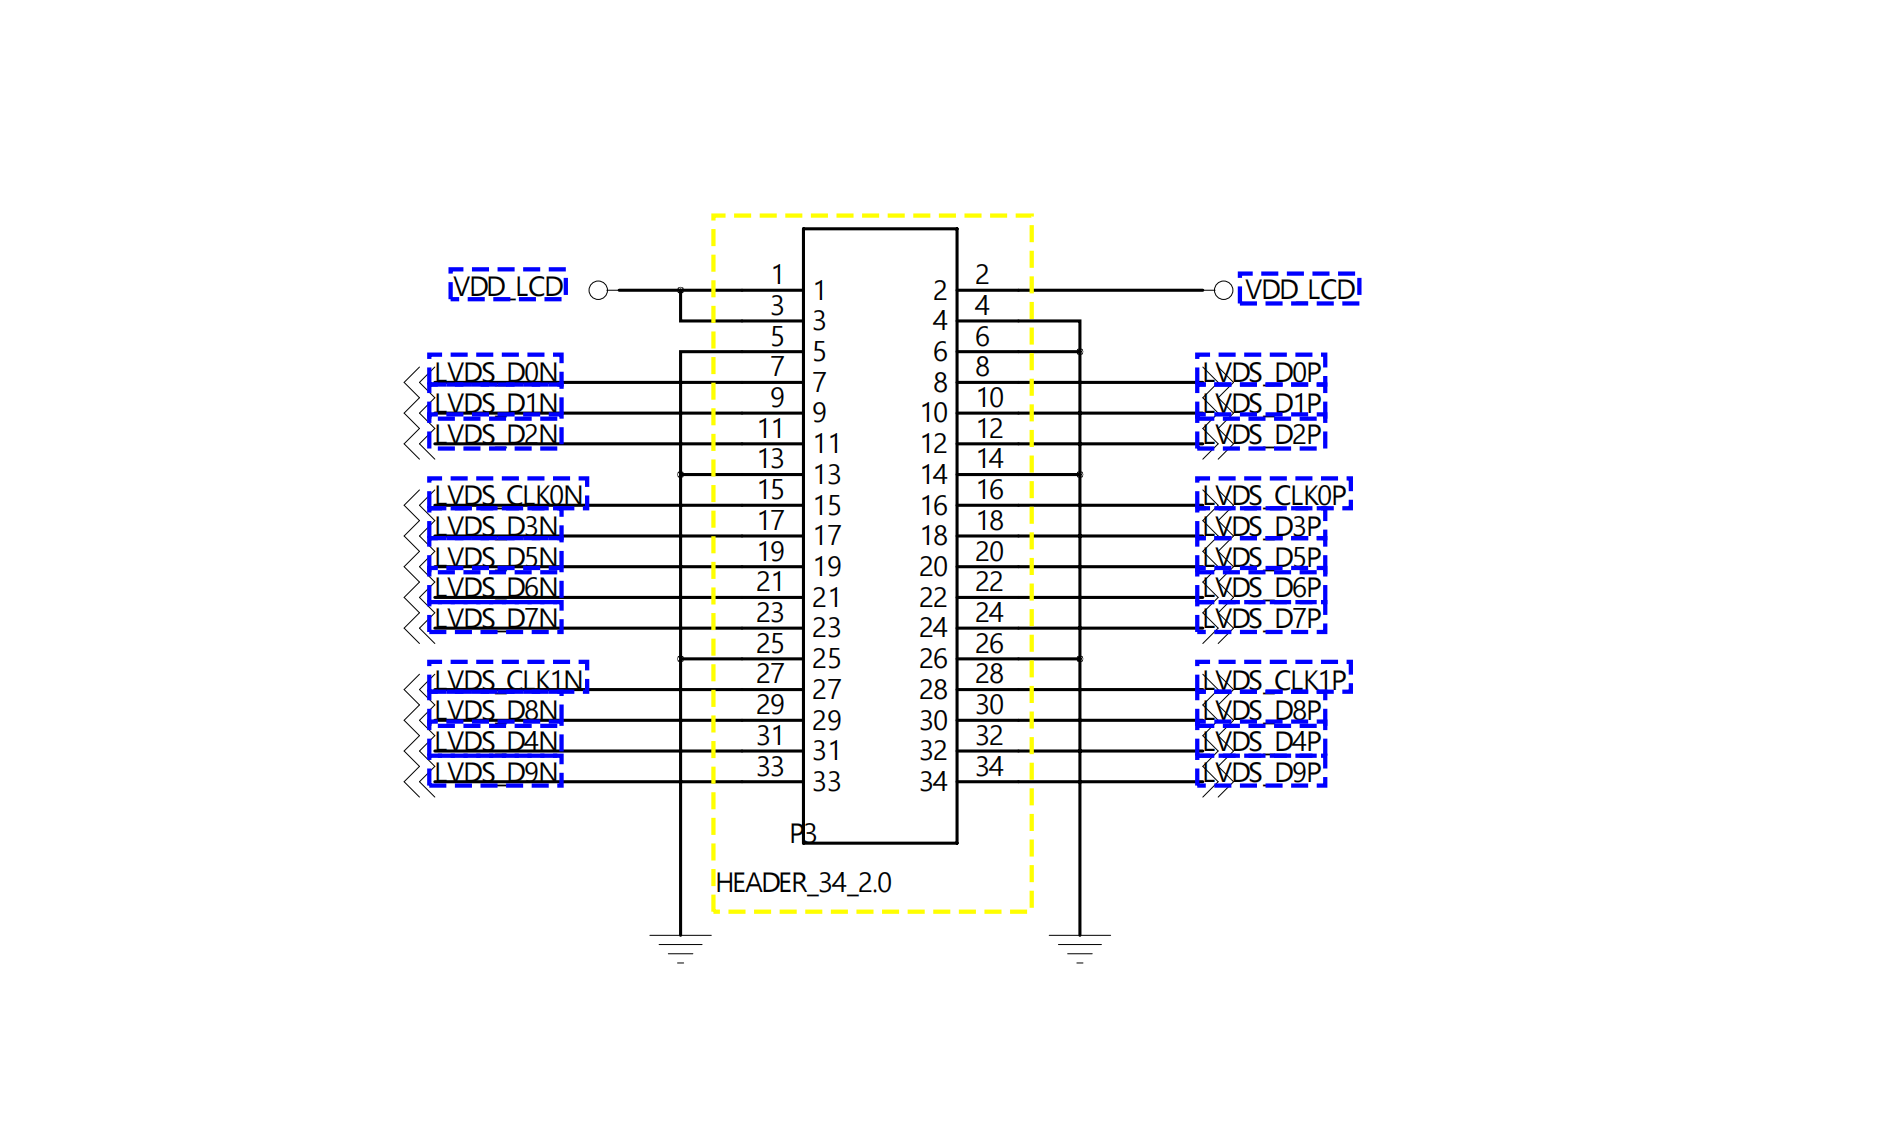 1 2
VDD_LCD 1 2 VDD_LCD
3 4
3 4
5 6
5 6
LVDS_D0N 7 8 LVDS_D0P
7 8
LVDS_D1N 9 10 LVDS_D1P
9 10
LVDS_D2N 11 12 LVDS_D2P
11 12
13 14
13 14
LVDS_CLK0N 15 16 LVDS_CLK0P
15 16
LVDS_D3N 17 18 LVDS_D3P
17 18
LVDS_D5N 19 20 LVDS_D5P
19 20
LVDS_D6N 21 22 LVDS_D6P
21 22
LVDS_D7N 23 24 LVDS_D7P
23 24
25 26
25 26
LVDS_CLK1N 27 28 LVDS_CLK1P
27 28
LVDS_D8N 29 30 LVDS_D8P
29 30
LVDS_D4N 31 32 LVDS_D4P
31 32
LVDS_D9N 33 34 LVDS_D9P
33 34
P3
HEADER_34_2.0